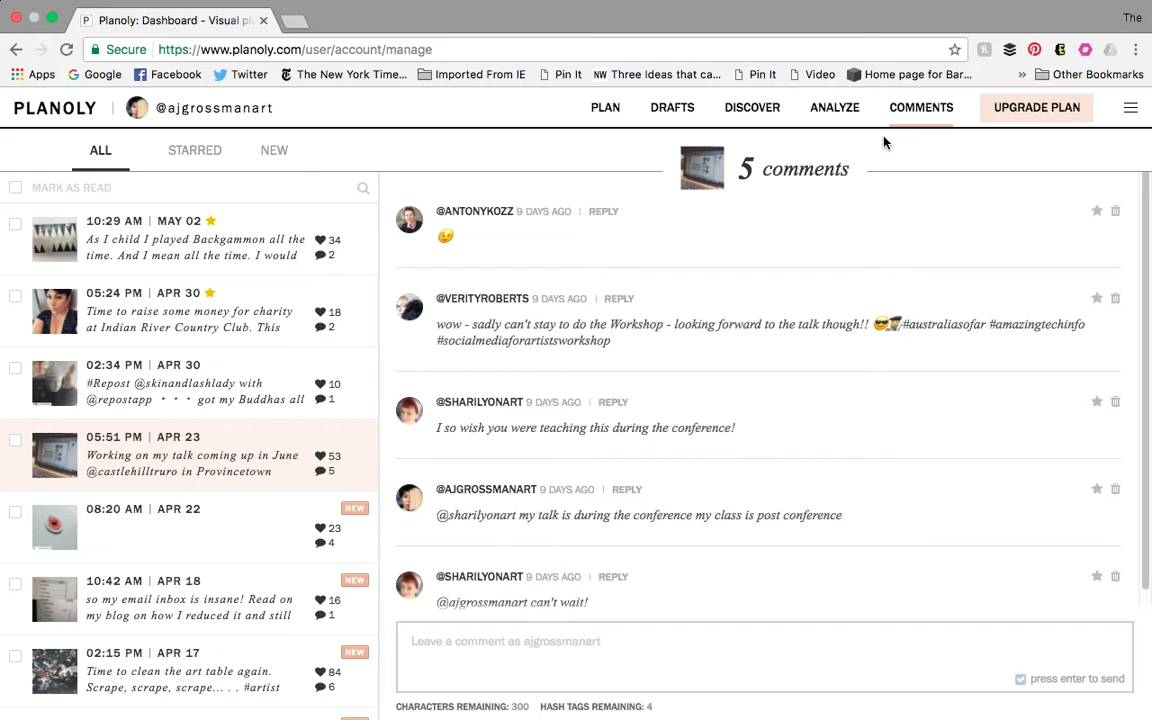 Planoly: Dashboard - Visual pl
The
Secure https://www.planoly.com/user/account/manage
Apps Google Facebook Twitter The New York Time... Imported From IE Pin It NW Three Ideas that ca... Pin It Video Home page for Bar... » Other Bookmarks
PLANOLY | @ajgrossmanart PLAN DRAFTS DISCOVER ANALYZE COMMENTS UPGRADE PLAN
ALL STARRED NEW
MARK AS READ
10:29 AM | MAY 02
As I child I played Backgammon all the
time. And I mean all the time. I would
34
2
05:24 PM | APR 30
Time to raise some money for charity
at Indian River Country Club. This
18
2
02:34 PM | APR 30
#Repost @skinandlashlady with
@repostapp ・・・ got my Buddhas all
10
1
05:51 PM | APR 23
Working on my talk coming up in June
@castlehilltruro in Provincetown
53
5
08:20 AM | APR 22
NEW
23
4
10:42 AM | APR 18
NEW
so my email inbox is insane! Read on
my blog on how I reduced it and still
16
1
02:15 PM | APR 17
NEW
Time to clean the art table again.
Scrape, scrape, scrape... . . #artist
84
6
5 comments
@ANTONYKOZZ 9 DAYS AGO | REPLY
😉
@VERITYROBERTS 9 DAYS AGO | REPLY
wow - sadly can't stay to do the Workshop - looking forward to the talk though!! 😎👩‍🎓#australiasofar #amazingtechinfo
#socialmediaforartistsworkshop
@SHARILYONART 9 DAYS AGO | REPLY
I so wish you were teaching this during the conference!
@AJGROSSMANART 9 DAYS AGO | REPLY
@sharilyonart my talk is during the conference my class is post conference
@SHARILYONART 9 DAYS AGO | REPLY
@ajgrossmanart can't wait!
Leave a comment as ajgrossmanart
press enter to send
CHARACTERS REMAINING: 300 HASH TAGS REMAINING: 4